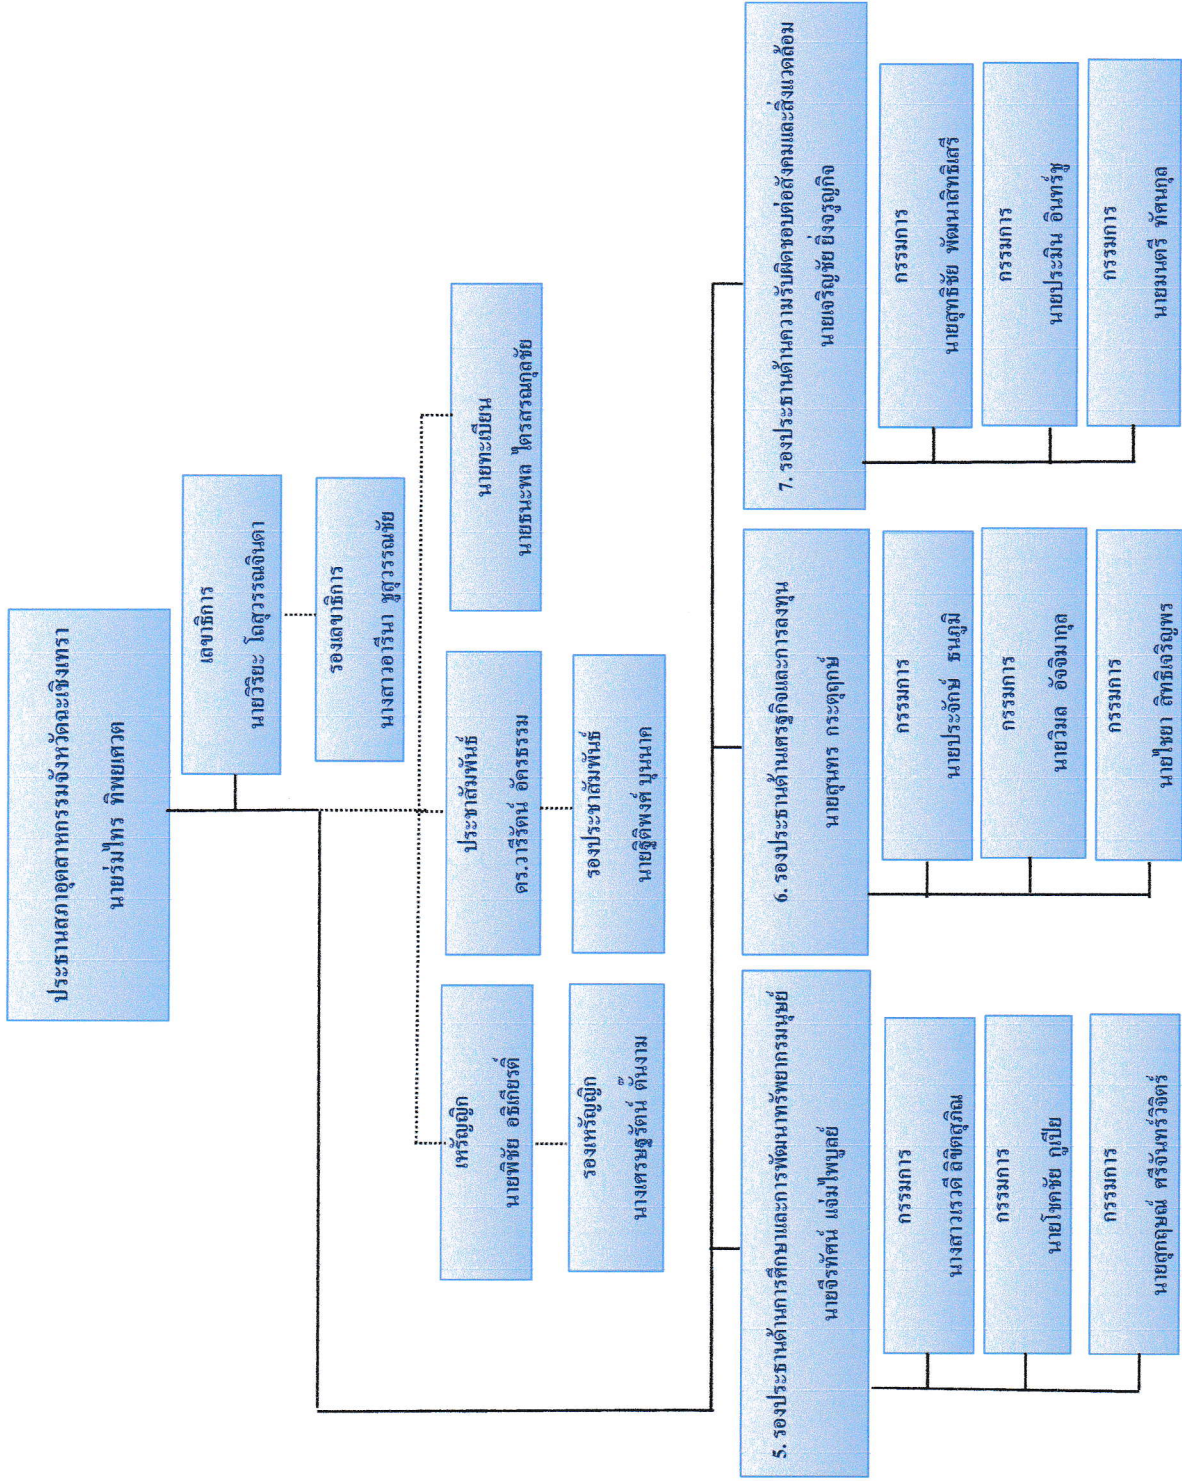 ประธานสภาอุตสาหกรรมจังหวัดฉะเชิงเทรา
นายร่มไทร ทิพยเศวต
เลขาธิการ
นายวิริยะ โถสุวรรณจินดา
รองเลขาธิการ
นางสาวอารีนา ชูสุวรรณชัย
เหรัญญิก
นายพิชัย อธิเกียรติ์
รองเหรัญญิก
นางเศรษฐรัตน์ ตั๊นงาม
ประชาสัมพันธ์
ดร.วารีรัตน์ อัครธรรม
รองประชาสัมพันธ์
นายฐิติพงศ์ บุนนาค
นายทะเบียน
นายธนะพล ไตรสรณกุลชัย
5. รองประธานด้านการศึกษาและการพัฒนาทรัพยากรมนุษย์
นายจิรทัศน์ แจ่มไพบูลย์
กรรมการ
นางสาวเรวดี ลิขิตสุภิณ
กรรมการ
นายโชคชัย ภูเปีย
กรรมการ
นายสุกฤษณ์ ศรีจันทร์วิจิตร์
6. รองประธานด้านเศรษฐกิจและการลงทุน
นายสุนทร กระตุฤกษ์
กรรมการ
นายประจักษ์ ธนภูมิ
กรรมการ
นายวิมล อัจจิมากุล
กรรมการ
นายไชยา สิทธิเจริญพร
7. รองประธานด้านความรับผิดชอบต่อสังคมและสิ่งแวดล้อม
นายเจริญชัย ยิ่งจรูญกิจ
กรรมการ
นายสุทธิชัย พัฒนาสิทธิเสรี
กรรมการ
นายประมิน อินทร์ชู
กรรมการ
นายมนตรี ทัศนกุล